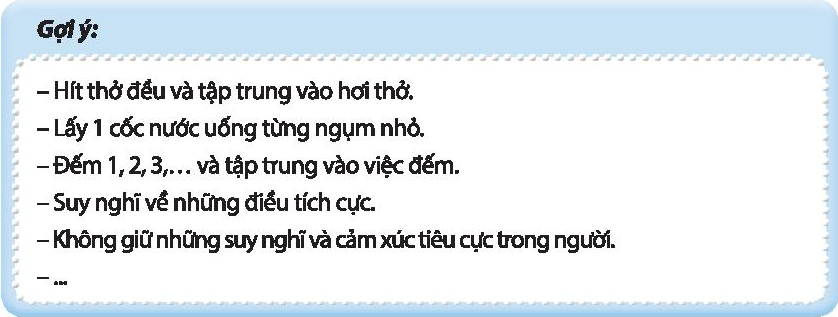 Gợi ý:
– Hít thở đều và tập trung vào hơi thở.
– Lấy 1 cốc nước uống từng ngụm nhỏ.
– Đếm 1, 2, 3,… và tập trung vào việc đếm.
– Suy nghĩ về những điều tích cực.
– Không giữ những suy nghĩ và cảm xúc tiêu cực trong người.
– ...